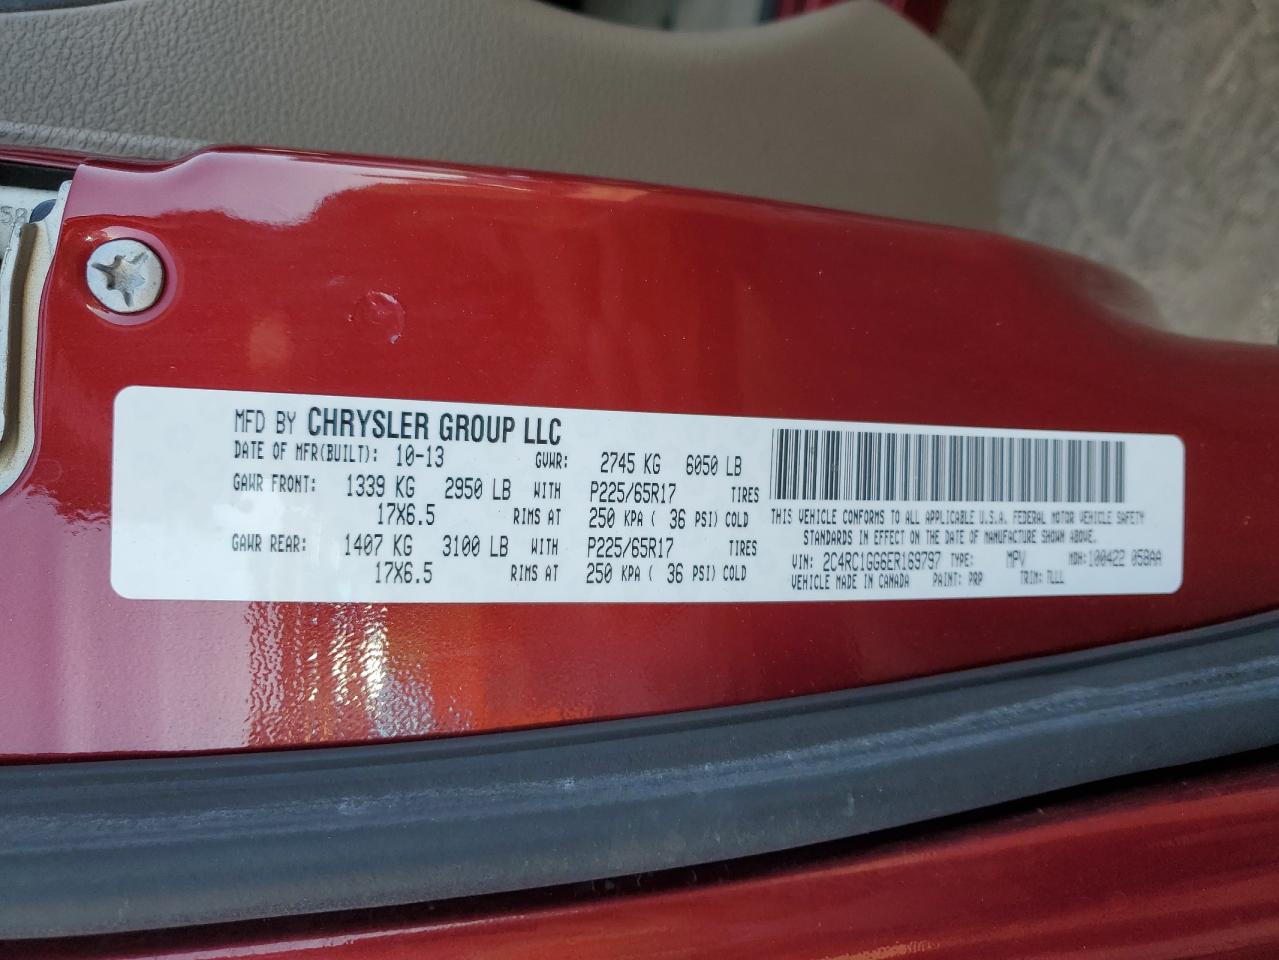 MFD BY CHRYSLER GROUP LLC
DATE OF MFR(BUILT): 10-13 GVWR: 2745 KG 6050 LB
GAWR FRONT: 1339 KG 2950 LB WITH P225/65R17 TIRES
17X6.5 RIMS AT 250 KPA ( 36 PSI) COLD
GAWR REAR: 1407 KG 3100 LB WITH P225/65R17 TIRES
17X6.5 RIMS AT 250 KPA ( 36 PSI) COLD
THIS VEHICLE CONFORMS TO ALL APPLICABLE U.S.A. FEDERAL MOTOR VEHICLE SAFETY
STANDARDS IN EFFECT ON THE DATE OF MANUFACTURE SHOWN ABOVE.
VIN: 2C4RC1GG6ER169797 TYPE: MPV MDH: 100422 058AA
VEHICLE MADE IN CANADA PAINT: PRP TRIM: TLLL